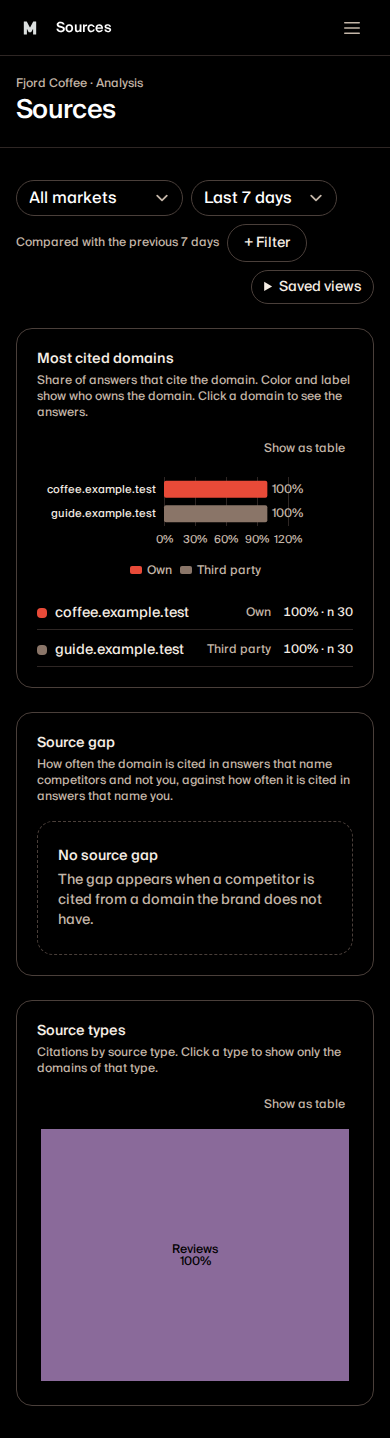 M Sources
Fjord Coffee · Analysis
Sources
All markets
Last 7 days
Compared with the previous 7 days
+ Filter
Saved views
Most cited domains
Share of answers that cite the domain. Color and label
show who owns the domain. Click a domain to see the
answers.
Show as table
coffee.example.test 100%
guide.example.test 100%
0% 30% 60% 90% 120%
Own Third party
coffee.example.test Own 100% · n 30
guide.example.test Third party 100% · n 30
Source gap
How often the domain is cited in answers that name
competitors and not you, against how often it is cited in
answers that name you.
No source gap
The gap appears when a competitor is
cited from a domain the brand does not
have.
Source types
Citations by source type. Click a type to show only the
domains of that type.
Show as table
Reviews
100%